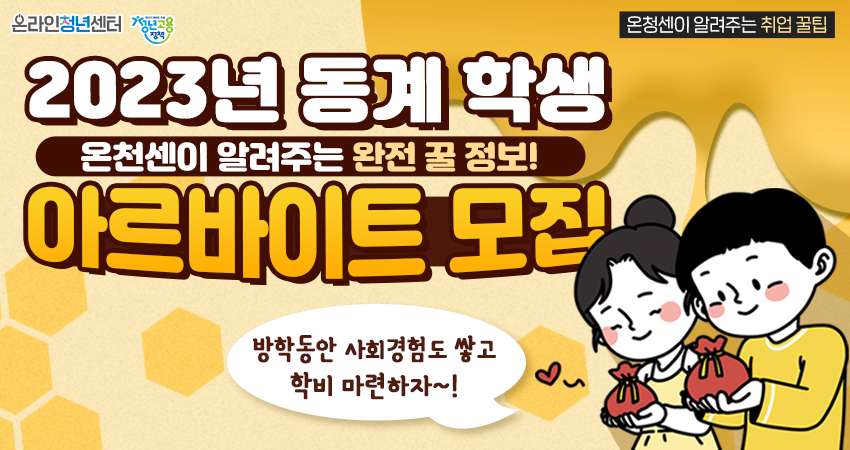 온라인청년센터 청년고용정책 온청센이 알려주는 취업 꿀팁
2023년 동계 학생
온천센이 알려주는 완전 꿀 정보!
아르바이트 모집
방학동안 사회경험도 쌓고
학비 마련하자~!